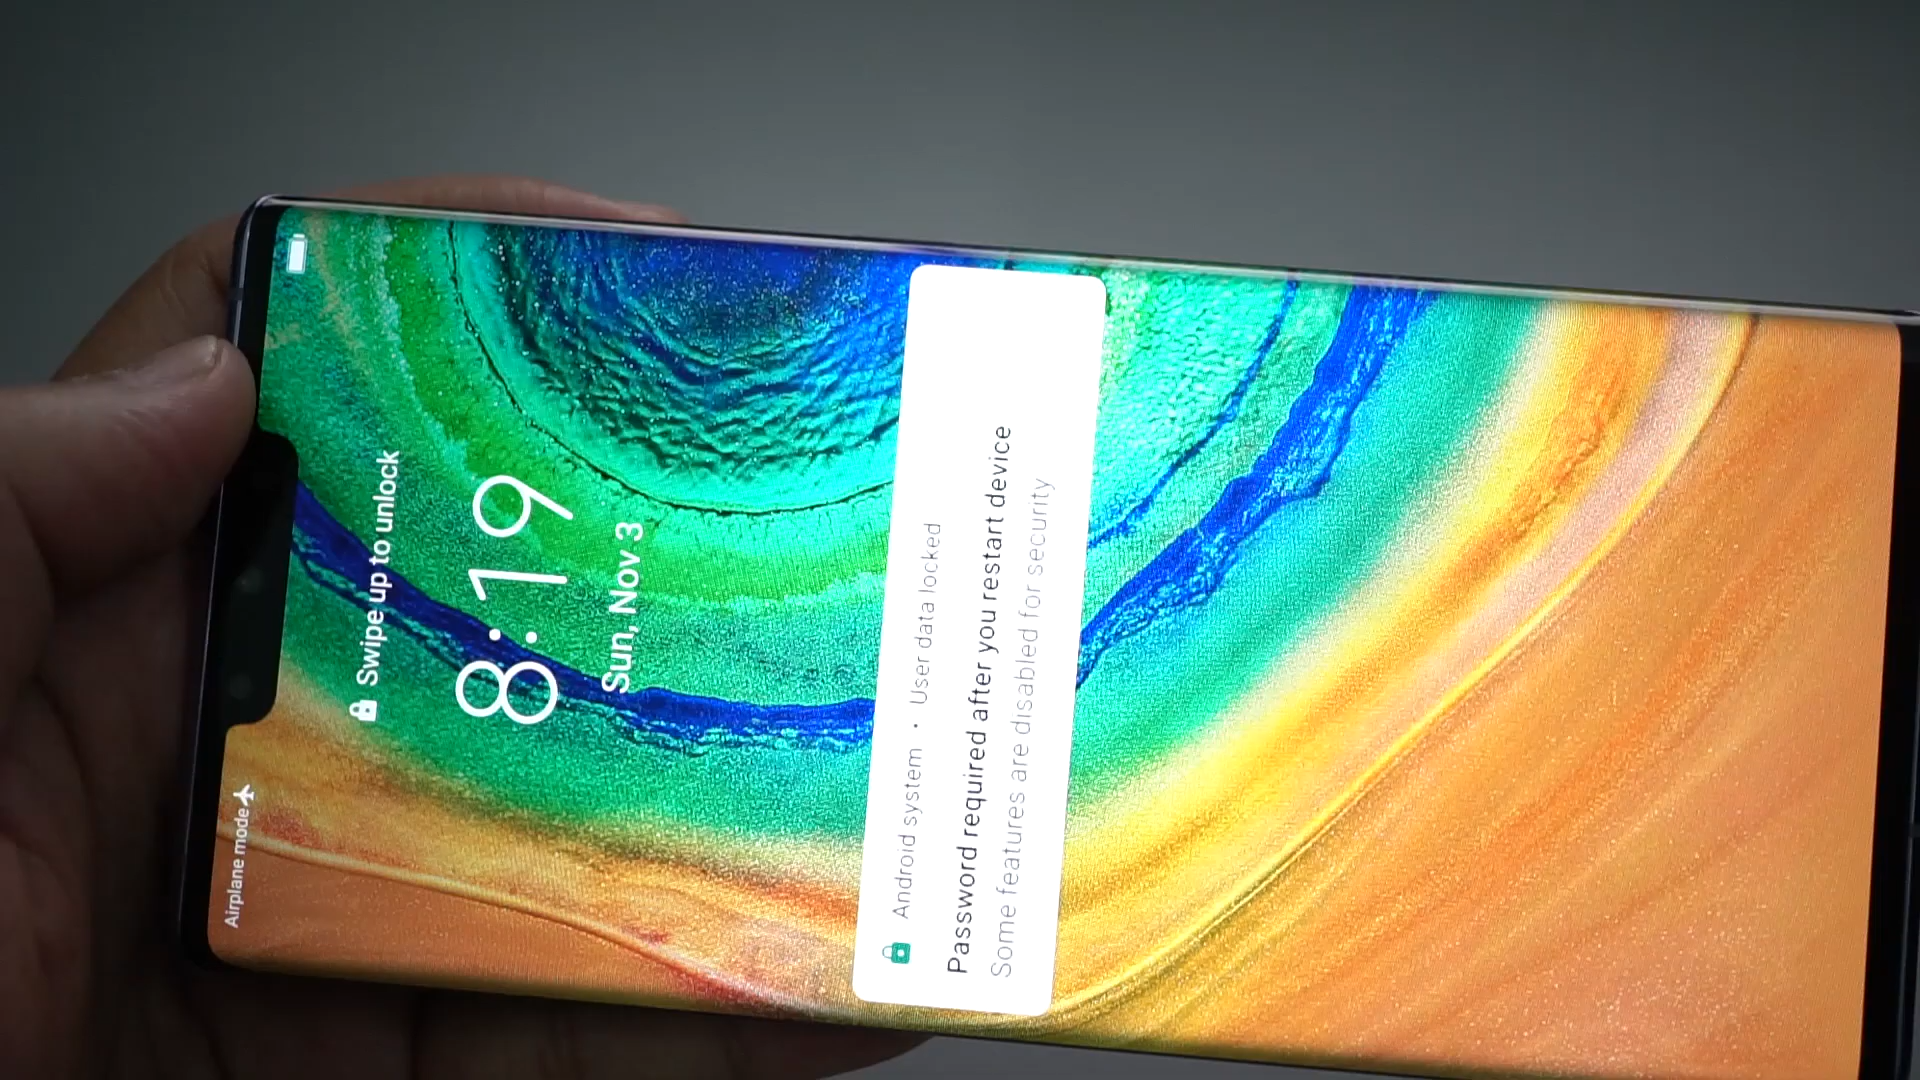 Airplane mode
Swipe up to unlock
8:19
Sun, Nov 3
Android system • User data locked
Password required after you restart device
Some features are disabled for security